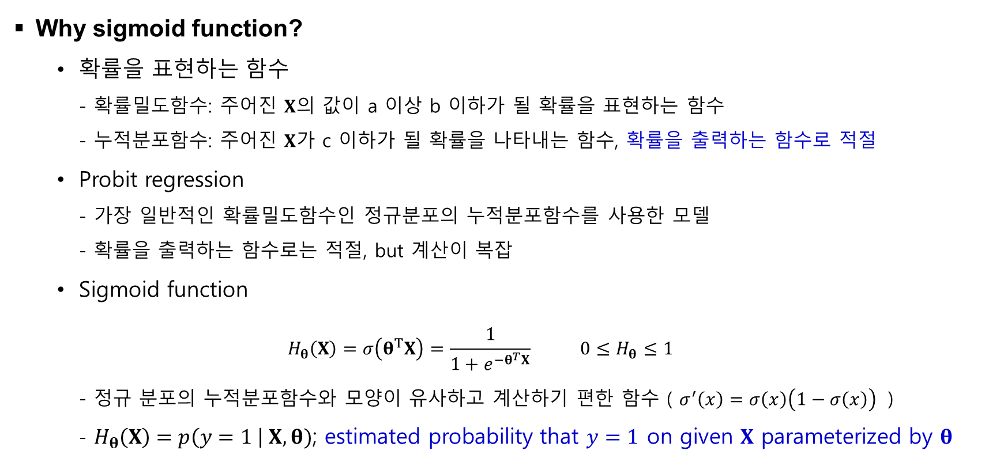 ▪ Why sigmoid function?
• 확률을 표현하는 함수
- 확률밀도함수: 주어진 X의 값이 a 이상 b 이하가 될 확률을 표현하는 함수
- 누적분포함수: 주어진 X가 c 이하가 될 확률을 나타내는 함수, 확률을 출력하는 함수로 적절
• Probit regression
- 가장 일반적인 확률밀도함수인 정규분포의 누적분포함수를 사용한 모델
- 확률을 출력하는 함수로는 적절, but 계산이 복잡
• Sigmoid function
$H_{\boldsymbol{\theta}}(\mathbf{X}) = \sigma(\boldsymbol{\theta}^{\mathrm{T}}\mathbf{X}) = \frac{1}{1 + e^{-\boldsymbol{\theta}^{T}\mathbf{X}}}$ $0 \leq H_{\boldsymbol{\theta}} \leq 1$
- 정규 분포의 누적분포함수와 모양이 유사하고 계산하기 편한 함수 ( $\sigma'(x) = \sigma(x)(1 - \sigma(x))$ )
- $H_{\boldsymbol{\theta}}(\mathbf{X}) = p(y = 1 \mid \mathbf{X}, \boldsymbol{\theta})$; estimated probability that $y = 1$ on given $\mathbf{X}$ parameterized by $\boldsymbol{\theta}$